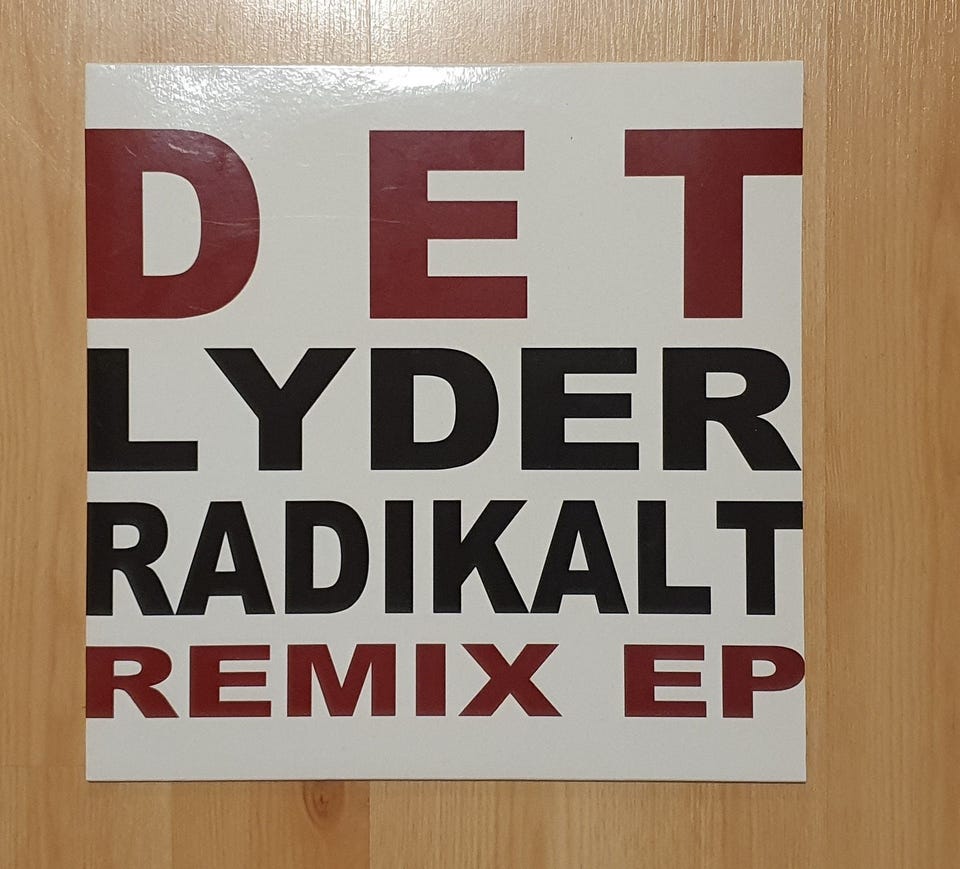 DET
LYDER
RADIKALT
REMIX EP